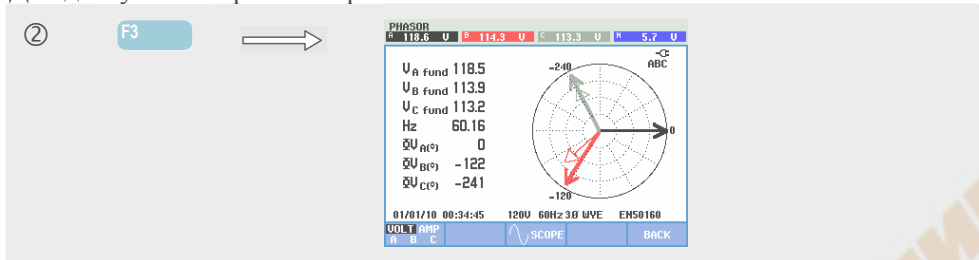 ② F3
PHASOR
A 118.6 V B 114.3 V C 113.3 V N 5.7 V
ABC
-240
0
-120
V A fund 118.5
V B fund 113.9
V C fund 113.2
Hz 60.16
ΦV A(°) 0
ΦV B(°) -122
ΦV C(°) -241
01/01/10 00:34:45 120V 60Hz 3Ø WYE EN50160
VOLT AMP
A B C SCOPE BACK